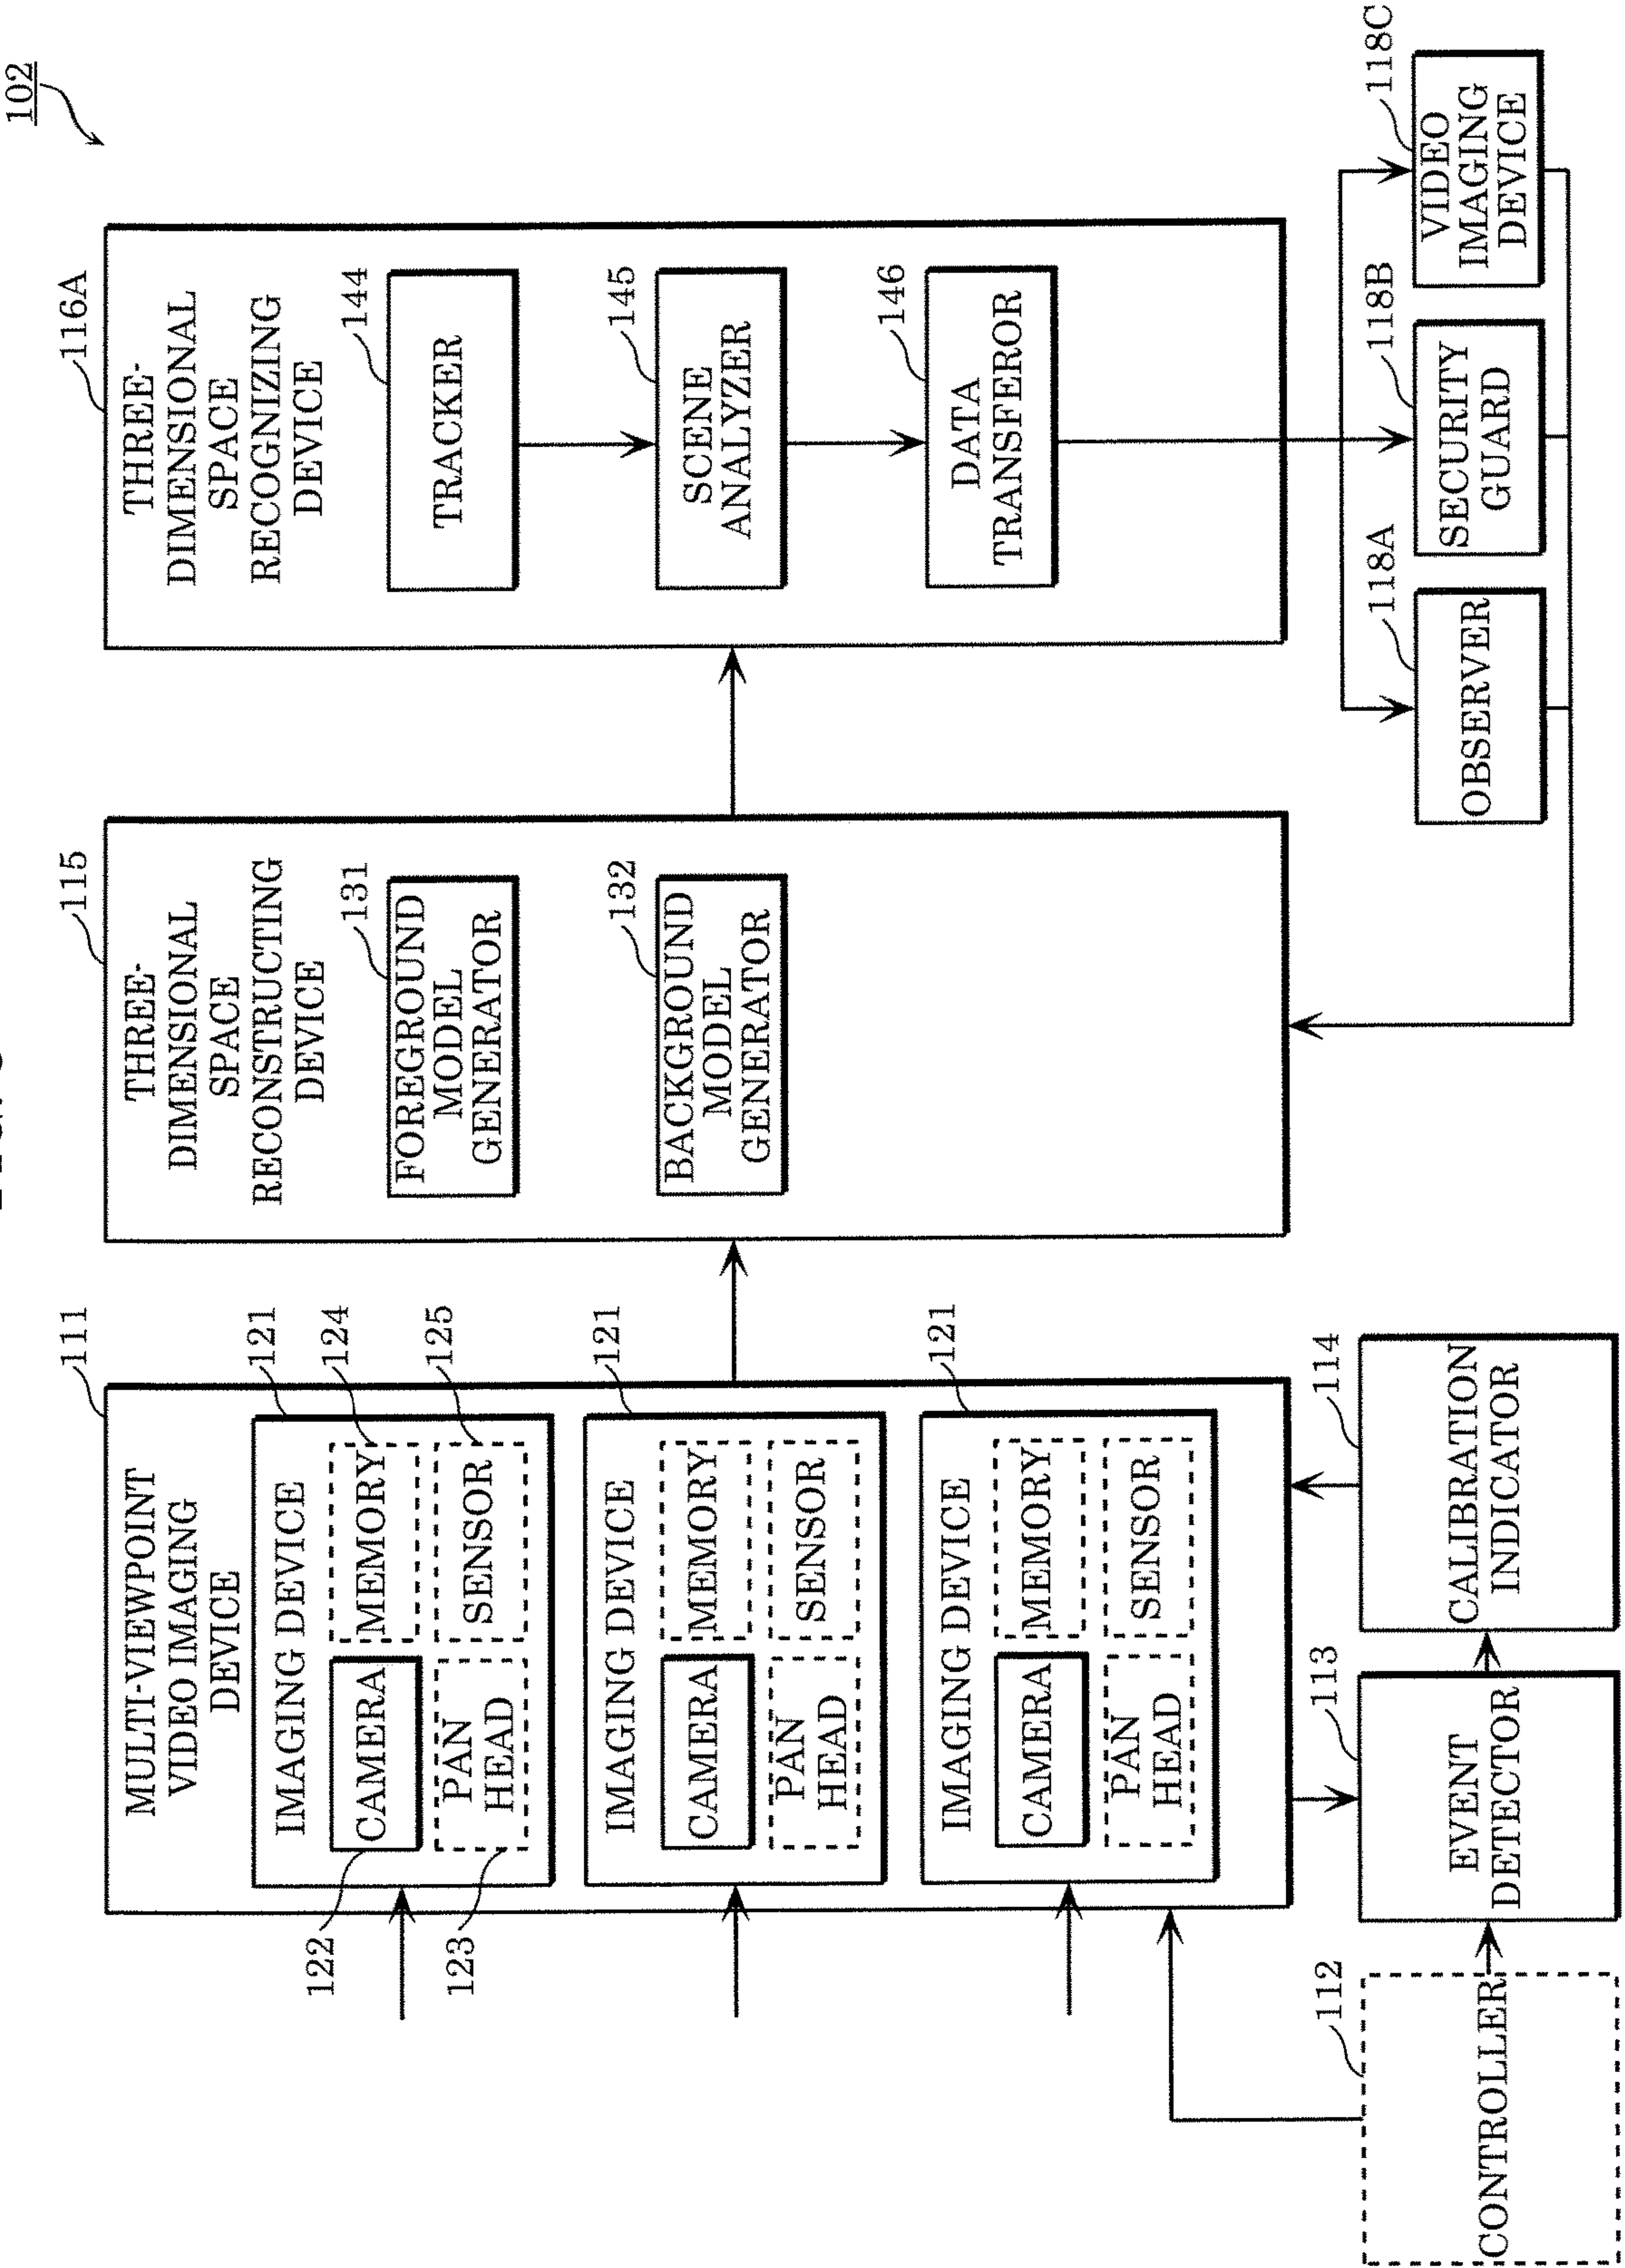 102
111
MULTI-VIEWPOINT
VIDEO IMAGING
DEVICE
121
IMAGING DEVICE
122
CAMERA
MEMORY
124
123
PAN
HEAD
SENSOR
125
121
IMAGING DEVICE
CAMERA
MEMORY
PAN
HEAD
SENSOR
121
IMAGING DEVICE
CAMERA
MEMORY
PAN
HEAD
SENSOR
112
CONTROLLER
113
EVENT
DETECTOR
114
CALIBRATION
INDICATOR
115
THREE-
DIMENSIONAL
SPACE
RECONSTRUCTING
DEVICE
131
FOREGROUND
MODEL
GENERATOR
132
BACKGROUND
MODEL
GENERATOR
116A
THREE-
DIMENSIONAL
SPACE
RECOGNIZING
DEVICE
144
TRACKER
145
SCENE
ANALYZER
146
DATA
TRANSFEROR
118A
OBSERVER
118B
SECURITY
GUARD
118C
VIDEO
IMAGING
DEVICE